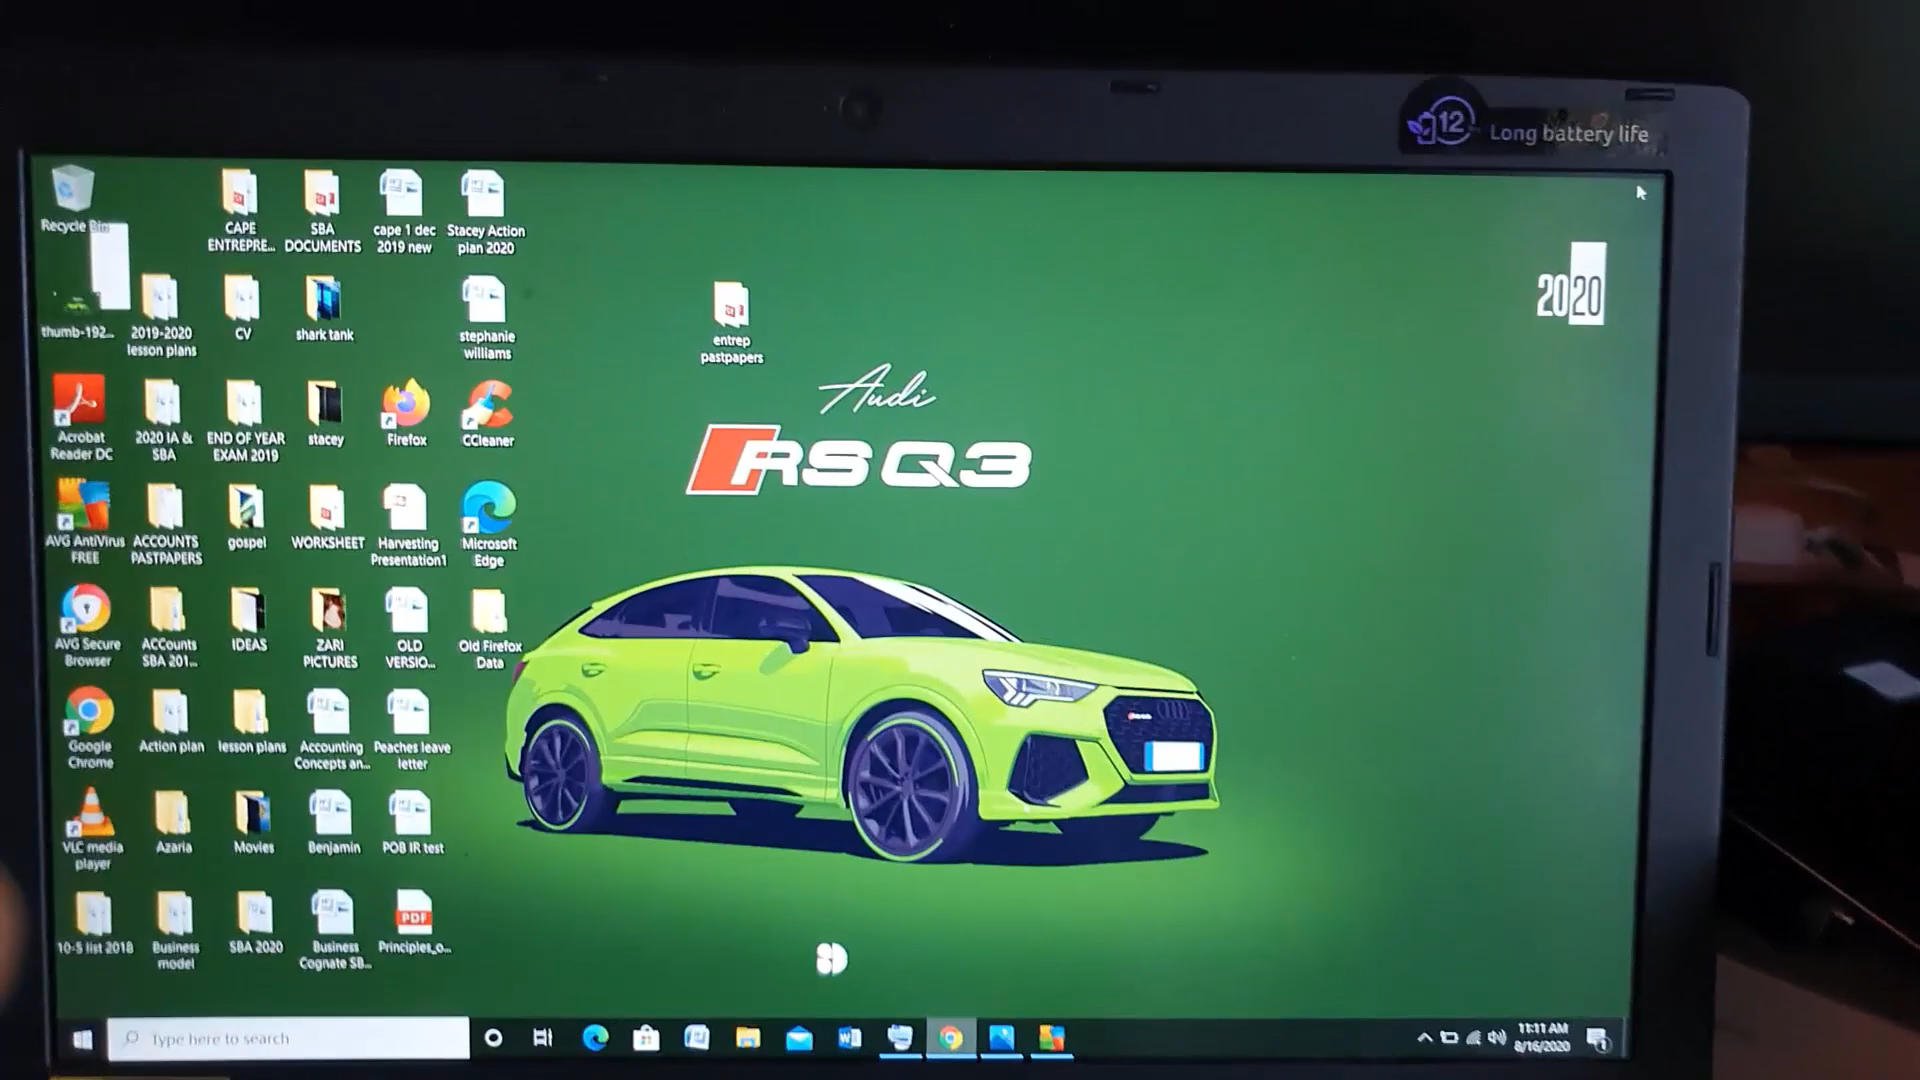 12
Long battery life
Recycle Bin
CAPE
ENTREPRE...
SBA
DOCUMENTS
cape 1 dec
2019 new
Stacey Action
plan 2020
thumb-192...
2019-2020
lesson plans
CV
shark tank
stephanie
williams
entrep
pastpapers
2020
Audi
RS Q3
Acrobat
Reader DC
2020 IA &
SBA
END OF YEAR
EXAM 2019
stacey
Firefox
CCleaner
AVG AntiVirus
FREE
ACCOUNTS
PASTPAPERS
gospel
WORKSHEET
Harvesting
Presentation1
Microsoft
Edge
AVG Secure
Browser
ACCounts
SBA 201...
IDEAS
ZARI
PICTURES
OLD
VERSIO...
Old Firefox
Data
Google
Chrome
Action plan
lesson plans
Accounting
Concepts an...
Peaches leave
letter
VLC media
player
Azaria
Movies
Benjamin
POB IR test
10-5 list 2018
Business
model
SBA 2020
Business
Cognate SB...
PDF
Principles_o...
SD
Type here to search
11:11 AM
8/16/2020